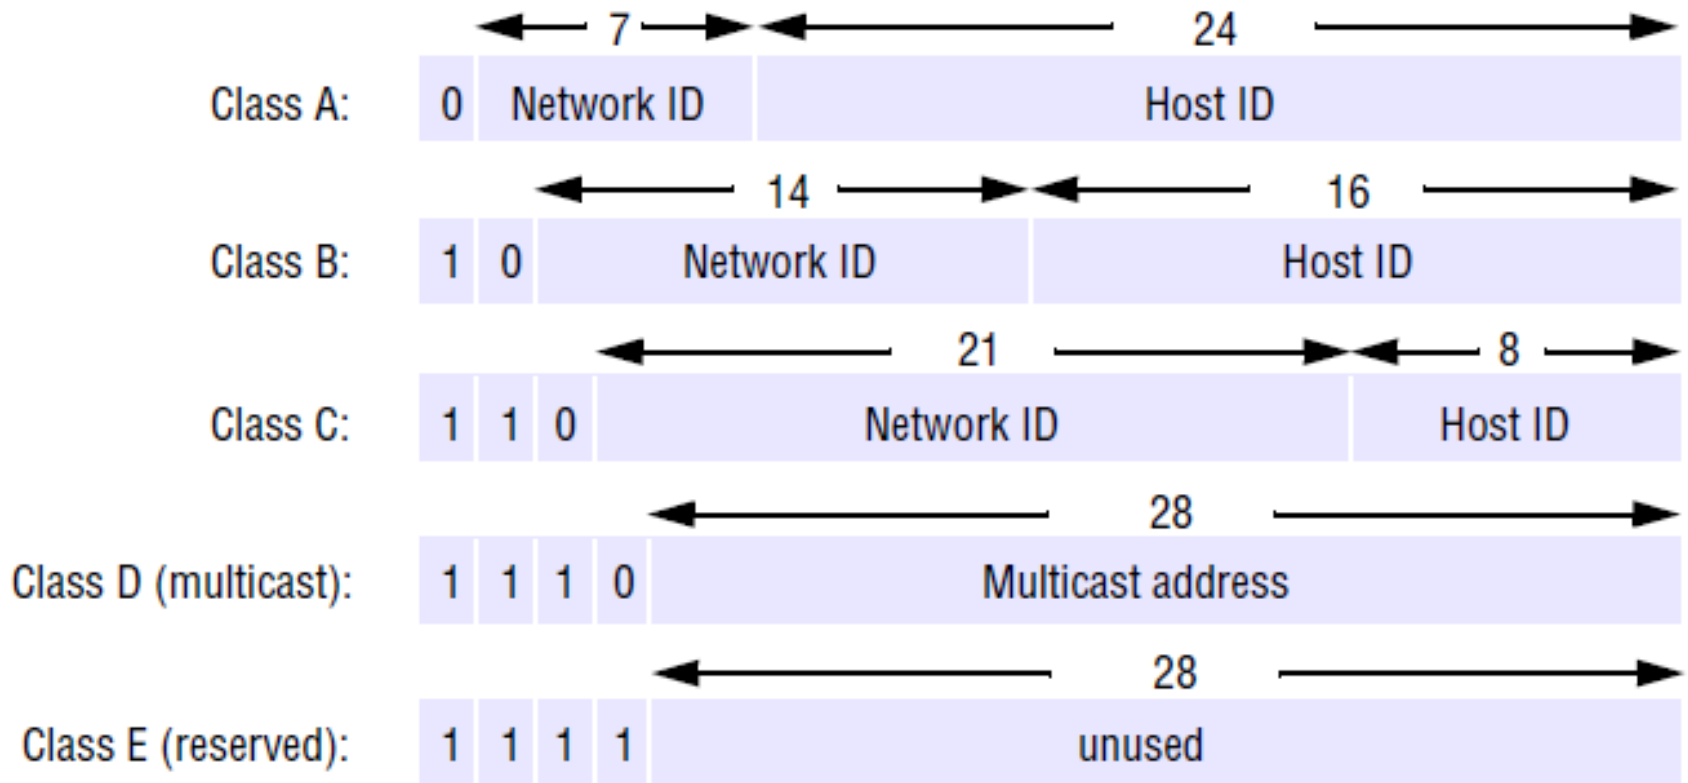 7 24
Class A: 0 Network ID Host ID
14 16
Class B: 1 0 Network ID Host ID
21 8
Class C: 1 1 0 Network ID Host ID
28
Class D (multicast): 1 1 1 0 Multicast address
28
Class E (reserved): 1 1 1 1 unused